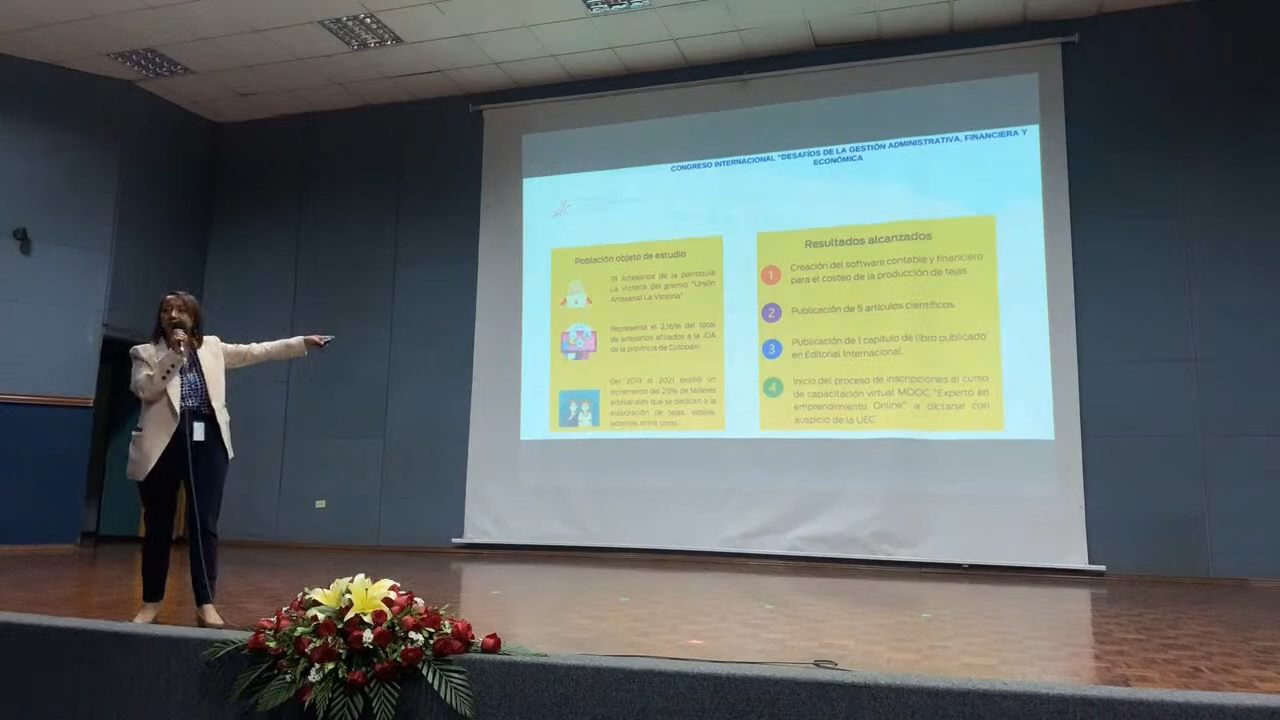 CONGRESO INTERNACIONAL "DESAFÍOS DE LA GESTIÓN ADMINISTRATIVA, FINANCIERA Y
ECONÓMICA
Población objeto de estudio
18 Artesanos de la parroquia
La Victoria del gremio "Unión
Artesanal La Victoria"
Representa el 2,16% del total
de artesanos afiliados a la JDA
de la provincia de Cotopaxi
Del 2019 al 2021 existió un
incremento del 25% de talleres
artesanales que se dedican a la
elaboración de tejas, vasijas,
adornos, entre otros.
Resultados alcanzados
1 Creación del software contable y financiero
para el costeo de la producción de tejas
2 Publicación de 5 artículos científicos.
3 Publicación de 1 capítulo de libro publicado
en Editorial Internacional.
4 Inicio del proceso de inscripciones al curso
de capacitación virtual MOOC "Experto en
emprendimiento Online" a dictarse con
auspicio de la UEC